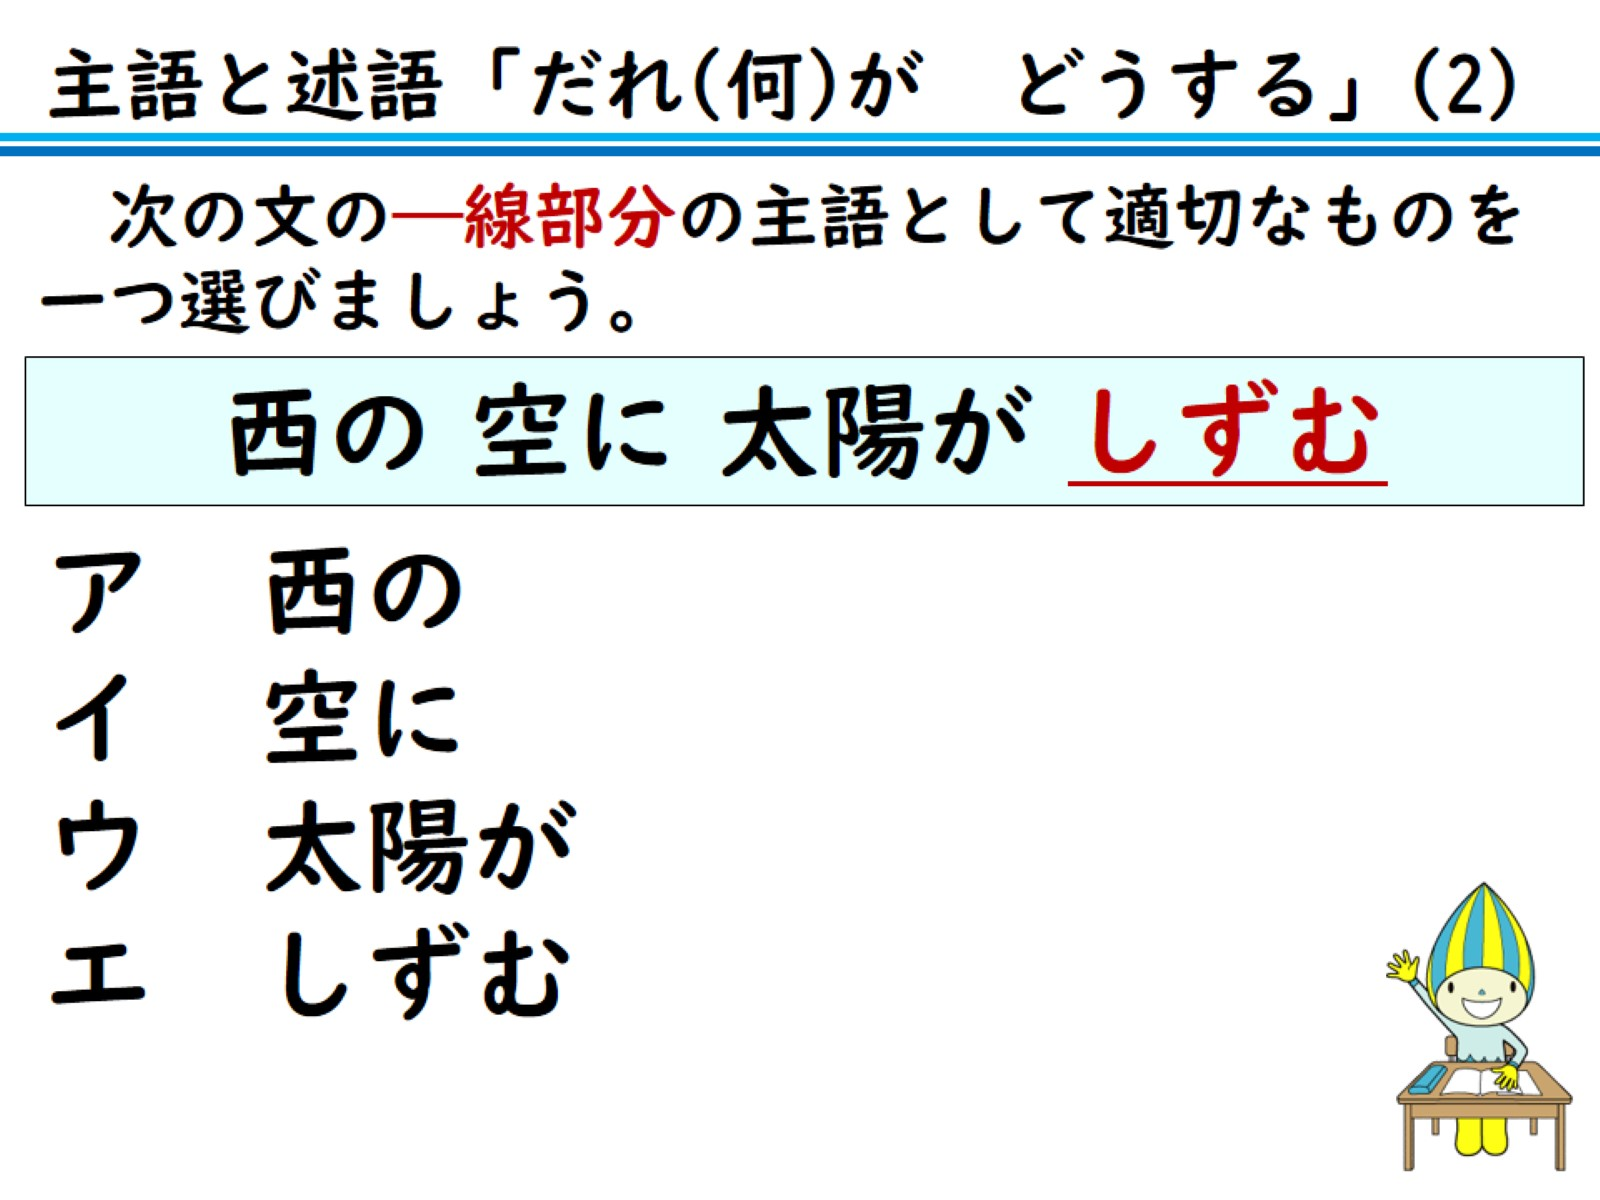 主語と述語「だれ(何)が　どうする」(2)
次の文の―線部分の主語として適切なものを
一つ選びましょう。
西の 空に 太陽が しずむ
ア　西の
イ　空に
ウ　太陽が
エ　しずむ